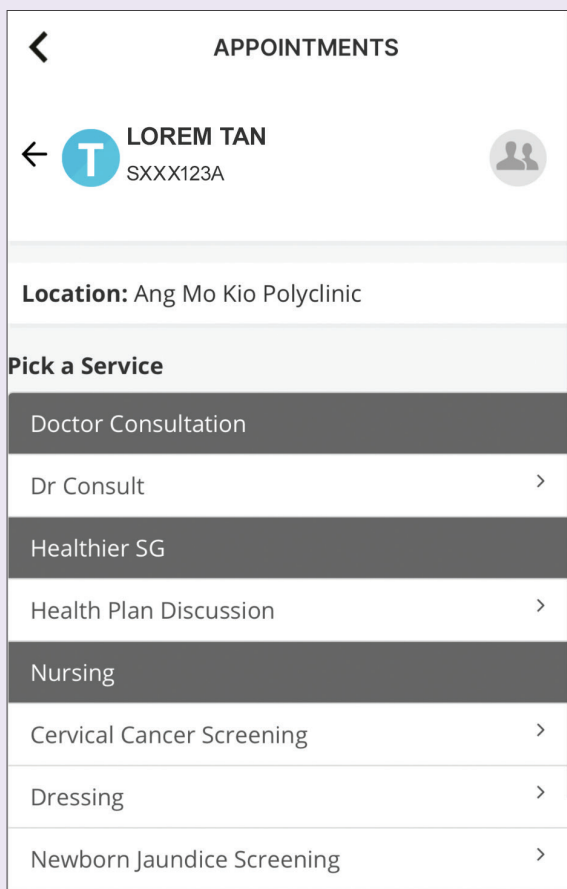 APPOINTMENTS
T
LOREM TAN
SXXX123A
Location: Ang Mo Kio Polyclinic
Pick a Service
Doctor Consultation
Dr Consult
Healthier SG
Health Plan Discussion
Nursing
Cervical Cancer Screening
Dressing
Newborn Jaundice Screening